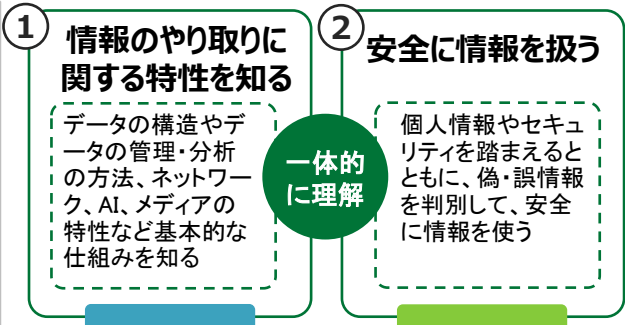 ①
情報のやり取りに
関する特性を知る
データの構造やデ
ータの管理・分析
の方法、ネットワー
ク、AI、メディアの
特性など基本的な
仕組みを知る
一体的
に理解
②
安全に情報を扱う
個人情報やセキュ
リティを踏まえると
ともに、偽・誤情報
を判別して、安全
に情報を使う